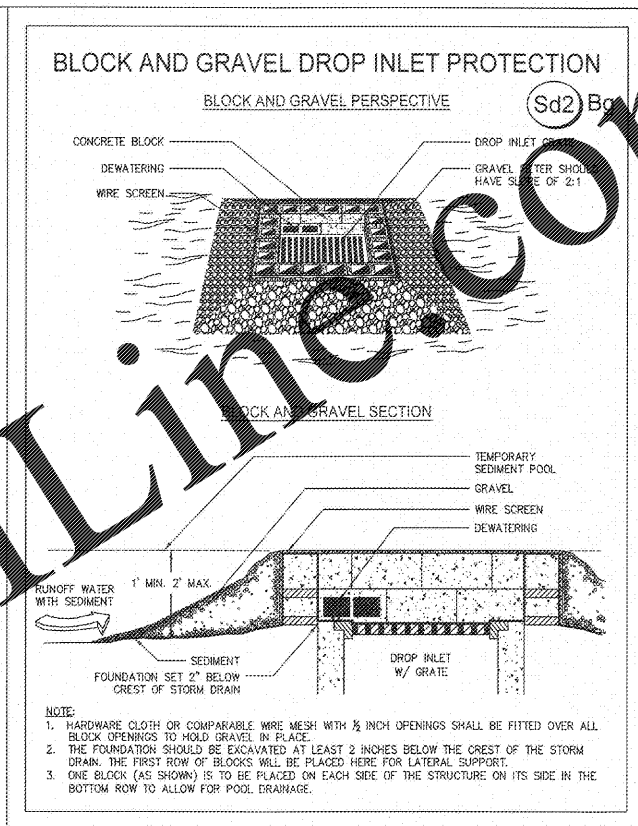 BLOCK AND GRAVEL DROP INLET PROTECTION
BLOCK AND GRAVEL PERSPECTIVE
Sd2 Bg
CONCRETE BLOCK
DEWATERING
WIRE SCREEN
DROP INLET GRATE
GRAVEL FILTER SHOULD
HAVE SLOPE OF 2:1
Line.co
BLOCK AND GRAVEL SECTION
TEMPORARY
SEDIMENT POOL
GRAVEL
WIRE SCREEN
DEWATERING
1' MIN. 2' MAX.
RUNOFF WATER
WITH SEDIMENT
SEDIMENT
FOUNDATION SET 2" BELOW
CREST OF STORM DRAIN
DROP INLET
W/ GRATE
NOTE:
1. HARDWARE CLOTH OR COMPARABLE WIRE MESH WITH ½ INCH OPENINGS SHALL BE FITTED OVER ALL
BLOCK OPENINGS TO HOLD GRAVEL IN PLACE.
2. THE FOUNDATION SHOULD BE EXCAVATED AT LEAST 2 INCHES BELOW THE CREST OF THE STORM
DRAIN. THE FIRST ROW OF BLOCKS WILL BE PLACED HERE FOR LATERAL SUPPORT.
3. ONE BLOCK (AS SHOWN) IS TO BE PLACED ON EACH SIDE OF THE STRUCTURE ON ITS SIDE IN THE
BOTTOM ROW TO ALLOW FOR POOL DRAINAGE.